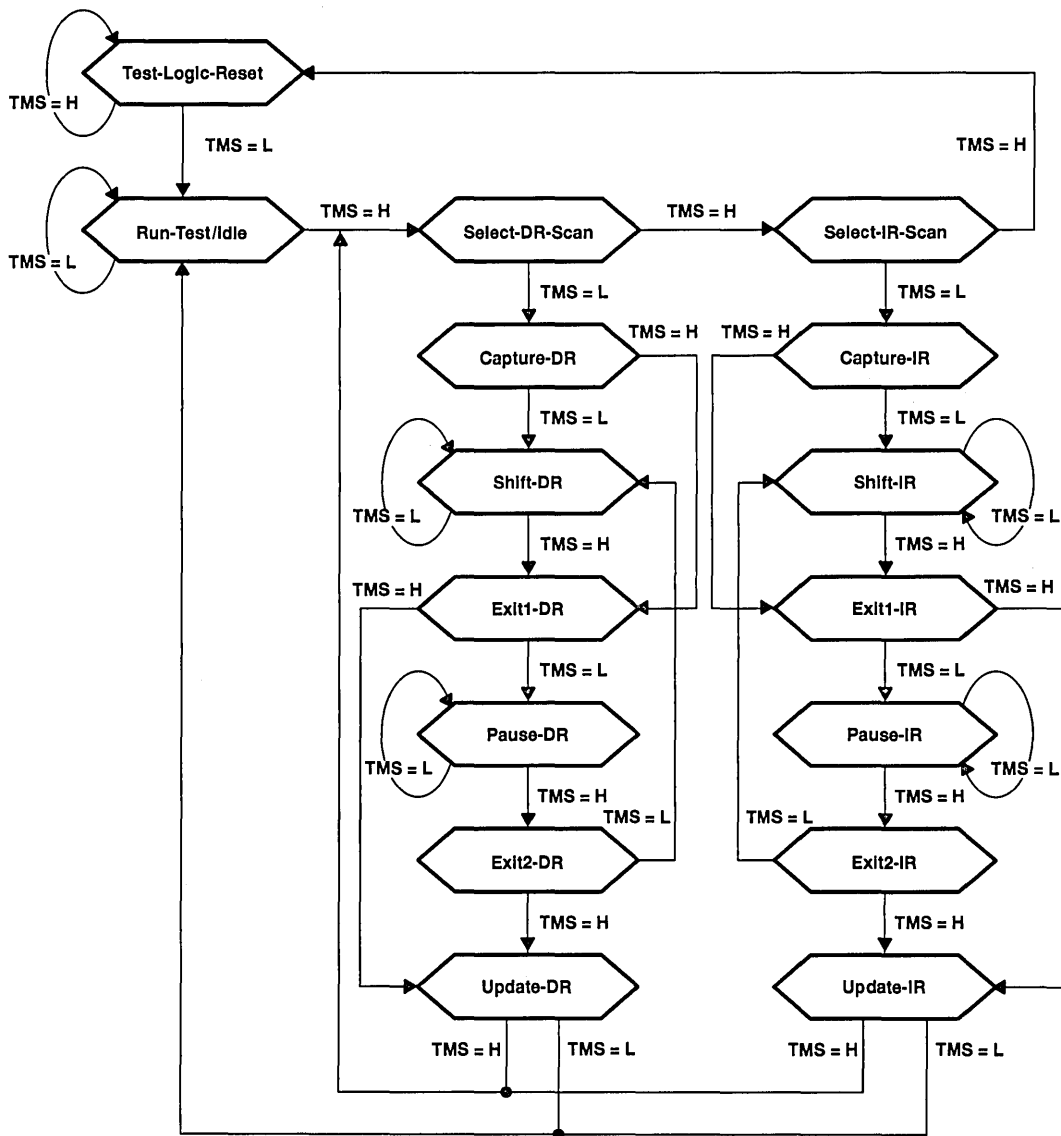 Test-Logic-Reset
TMS = H
TMS = L
TMS = H
Run-Test/Idle
TMS = H
Select-DR-Scan
TMS = H
Select-IR-Scan
TMS = L
TMS = L
TMS = L
TMS = H
TMS = H
Capture-DR
Capture-IR
TMS = L
TMS = L
Shift-DR
Shift-IR
TMS = L
TMS = L
TMS = H
TMS = H
TMS = H
TMS = H
Exit1-DR
Exit1-IR
TMS = L
TMS = L
Pause-DR
Pause-IR
TMS = L
TMS = L
TMS = H
TMS = H
TMS = L
TMS = L
Exit2-DR
Exit2-IR
TMS = H
TMS = H
Update-DR
Update-IR
TMS = H
TMS = L
TMS = H
TMS = L